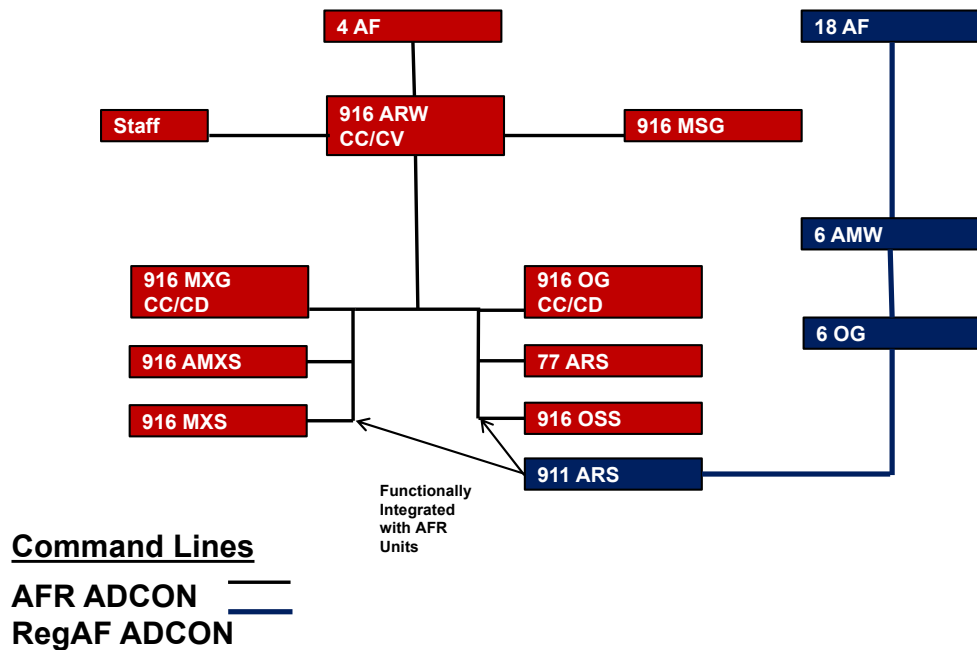 4 AF
18 AF
Staff
916 ARW
CC/CV
916 MSG
6 AMW
916 MXG
CC/CD
916 OG
CC/CD
6 OG
916 AMXS
77 ARS
916 MXS
916 OSS
911 ARS
Functionally
Integrated
with AFR
Units
Command Lines
AFR ADCON
RegAF ADCON